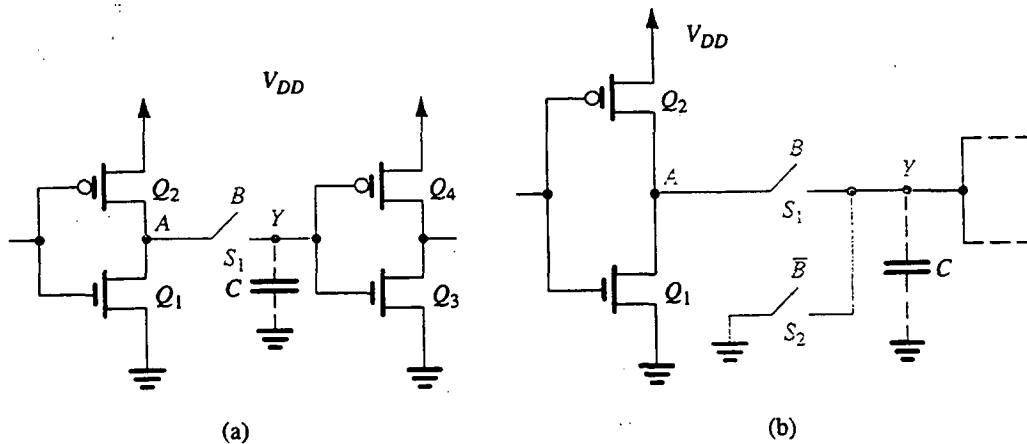 V_DD
Q_2
Q_4
A
B
Y
S_1
C
Q_1
Q_3
(a)
V_DD
Q_2
A
B
Y
S_1
B̅
C
Q_1
S_2
(b)